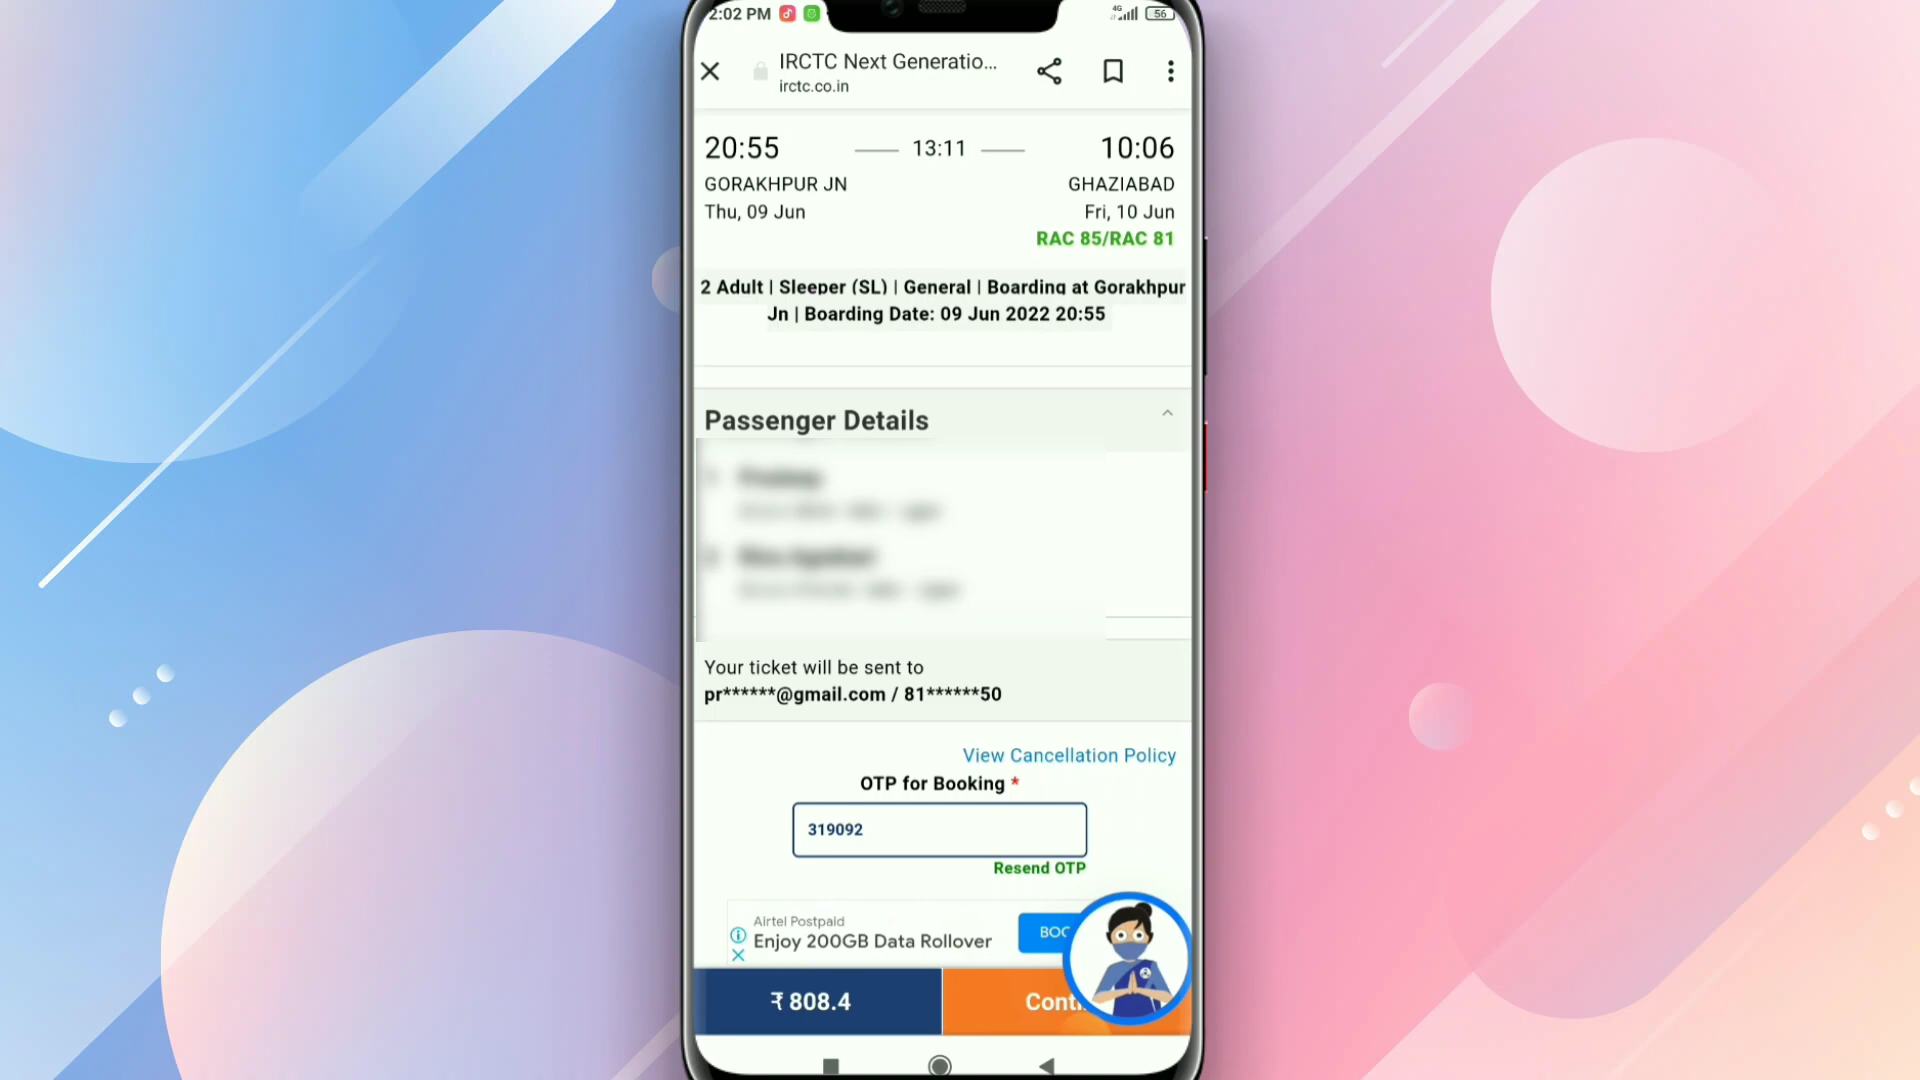 2:02 PM
4G
56
IRCTC Next Generatio...
irctc.co.in
20:55
13:11
10:06
GORAKHPUR JN
GHAZIABAD
Thu, 09 Jun
Fri, 10 Jun
RAC 85/RAC 81
2 Adult | Sleeper (SL) | General | Boarding at Gorakhpur
Jn | Boarding Date: 09 Jun 2022 20:55
Passenger Details
Your ticket will be sent to
pr******@gmail.com / 81******50
View Cancellation Policy
OTP for Booking *
319092
Resend OTP
Airtel Postpaid
Enjoy 200GB Data Rollover
₹ 808.4